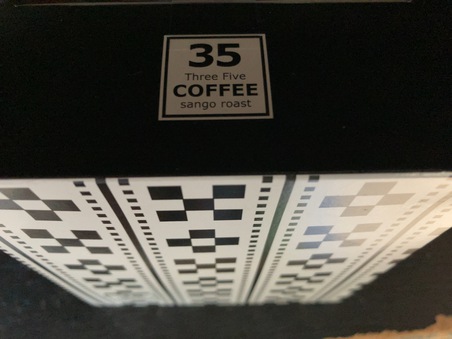 35
Three Five
COFFEE
sango roast